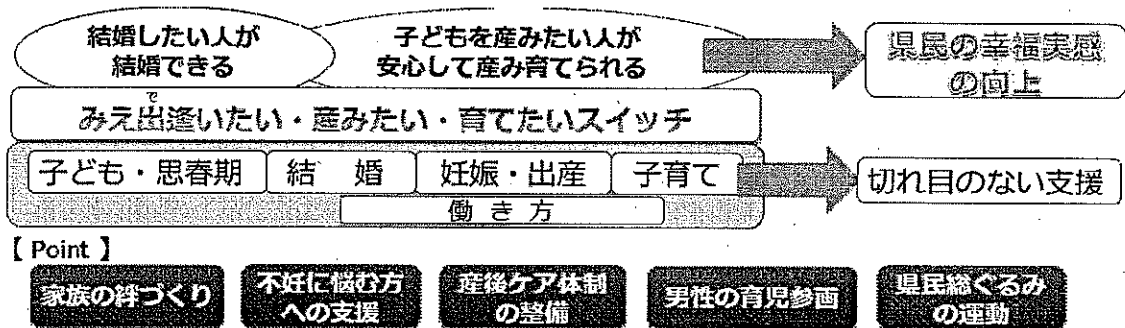 結婚したい人が
結婚できる
子どもを産みたい人が
安心して産み育てられる
県民の幸福実感
の向上
で
みえ出逢いたい・産みたい・育てたいスイッチ
子ども・思春期
結 婚
妊娠・出産
子育て
切れ目のない支援
働 き 方
【 Point 】
家族の絆づくり
不妊に悩む方
への支援
産後ケア体制
の整備
男性の育児参画
県民総ぐるみ
の運動